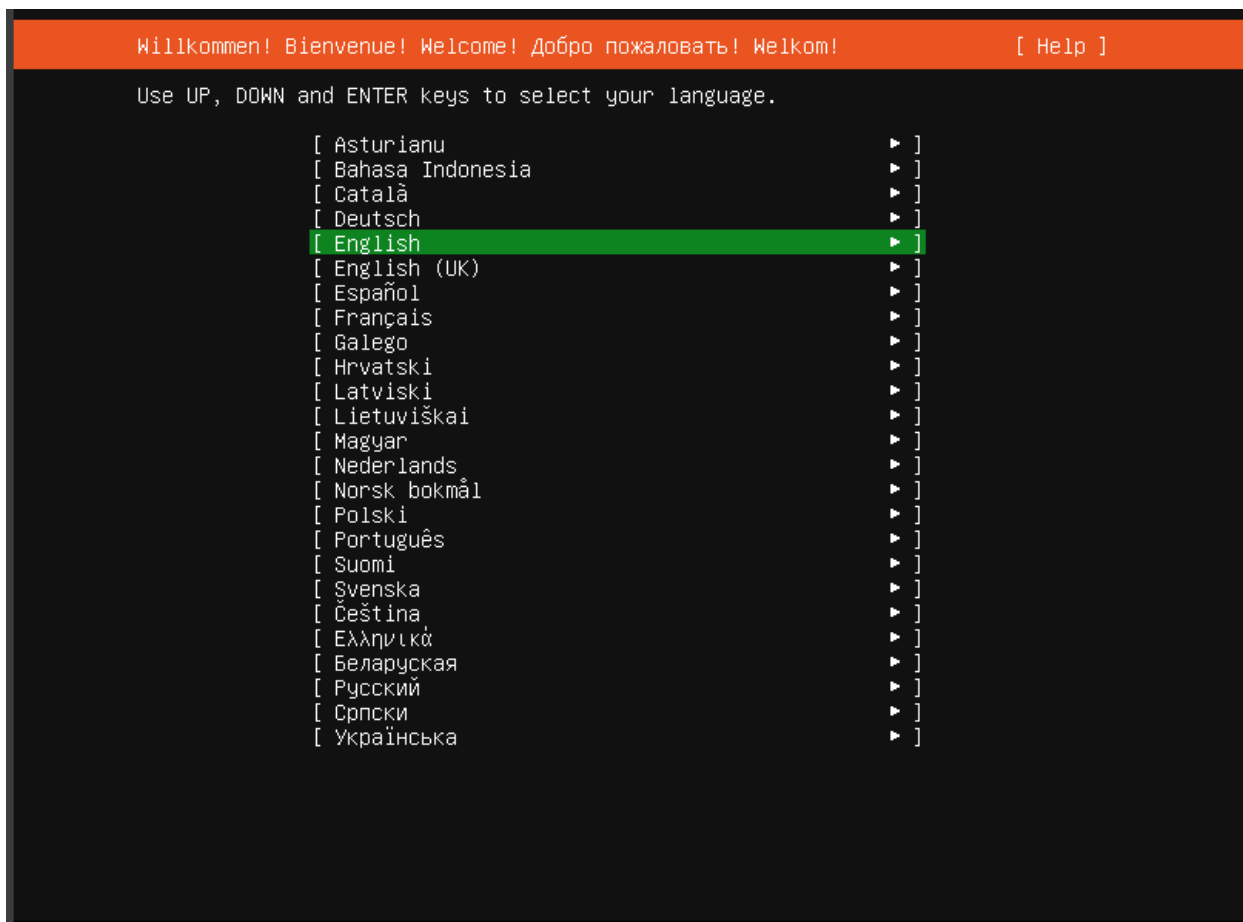 Willkommen! Bienvenue! Welcome! Добро пожаловать! Welkom! [ Help ]
Use UP, DOWN and ENTER keys to select your language.
[ Asturianu ► ]
[ Bahasa Indonesia ► ]
[ Català ► ]
[ Deutsch ► ]
[ English ► ]
[ English (UK) ► ]
[ Español ► ]
[ Français ► ]
[ Galego ► ]
[ Hrvatski ► ]
[ Latviski ► ]
[ Lietuviškai ► ]
[ Magyar ► ]
[ Nederlands ► ]
[ Norsk bokmål ► ]
[ Polski ► ]
[ Português ► ]
[ Suomi ► ]
[ Svenska ► ]
[ Čeština ► ]
[ Ελληνικά ► ]
[ Беларуская ► ]
[ Русский ► ]
[ Српски ► ]
[ Українська ► ]